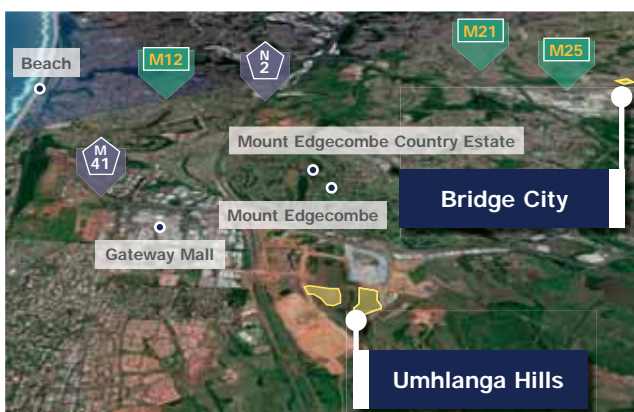 Beach
M12
N
2
M21
M25
M
41
Mount Edgecombe Country Estate
Mount Edgecombe
Bridge City
Gateway Mall
Umhlanga Hills